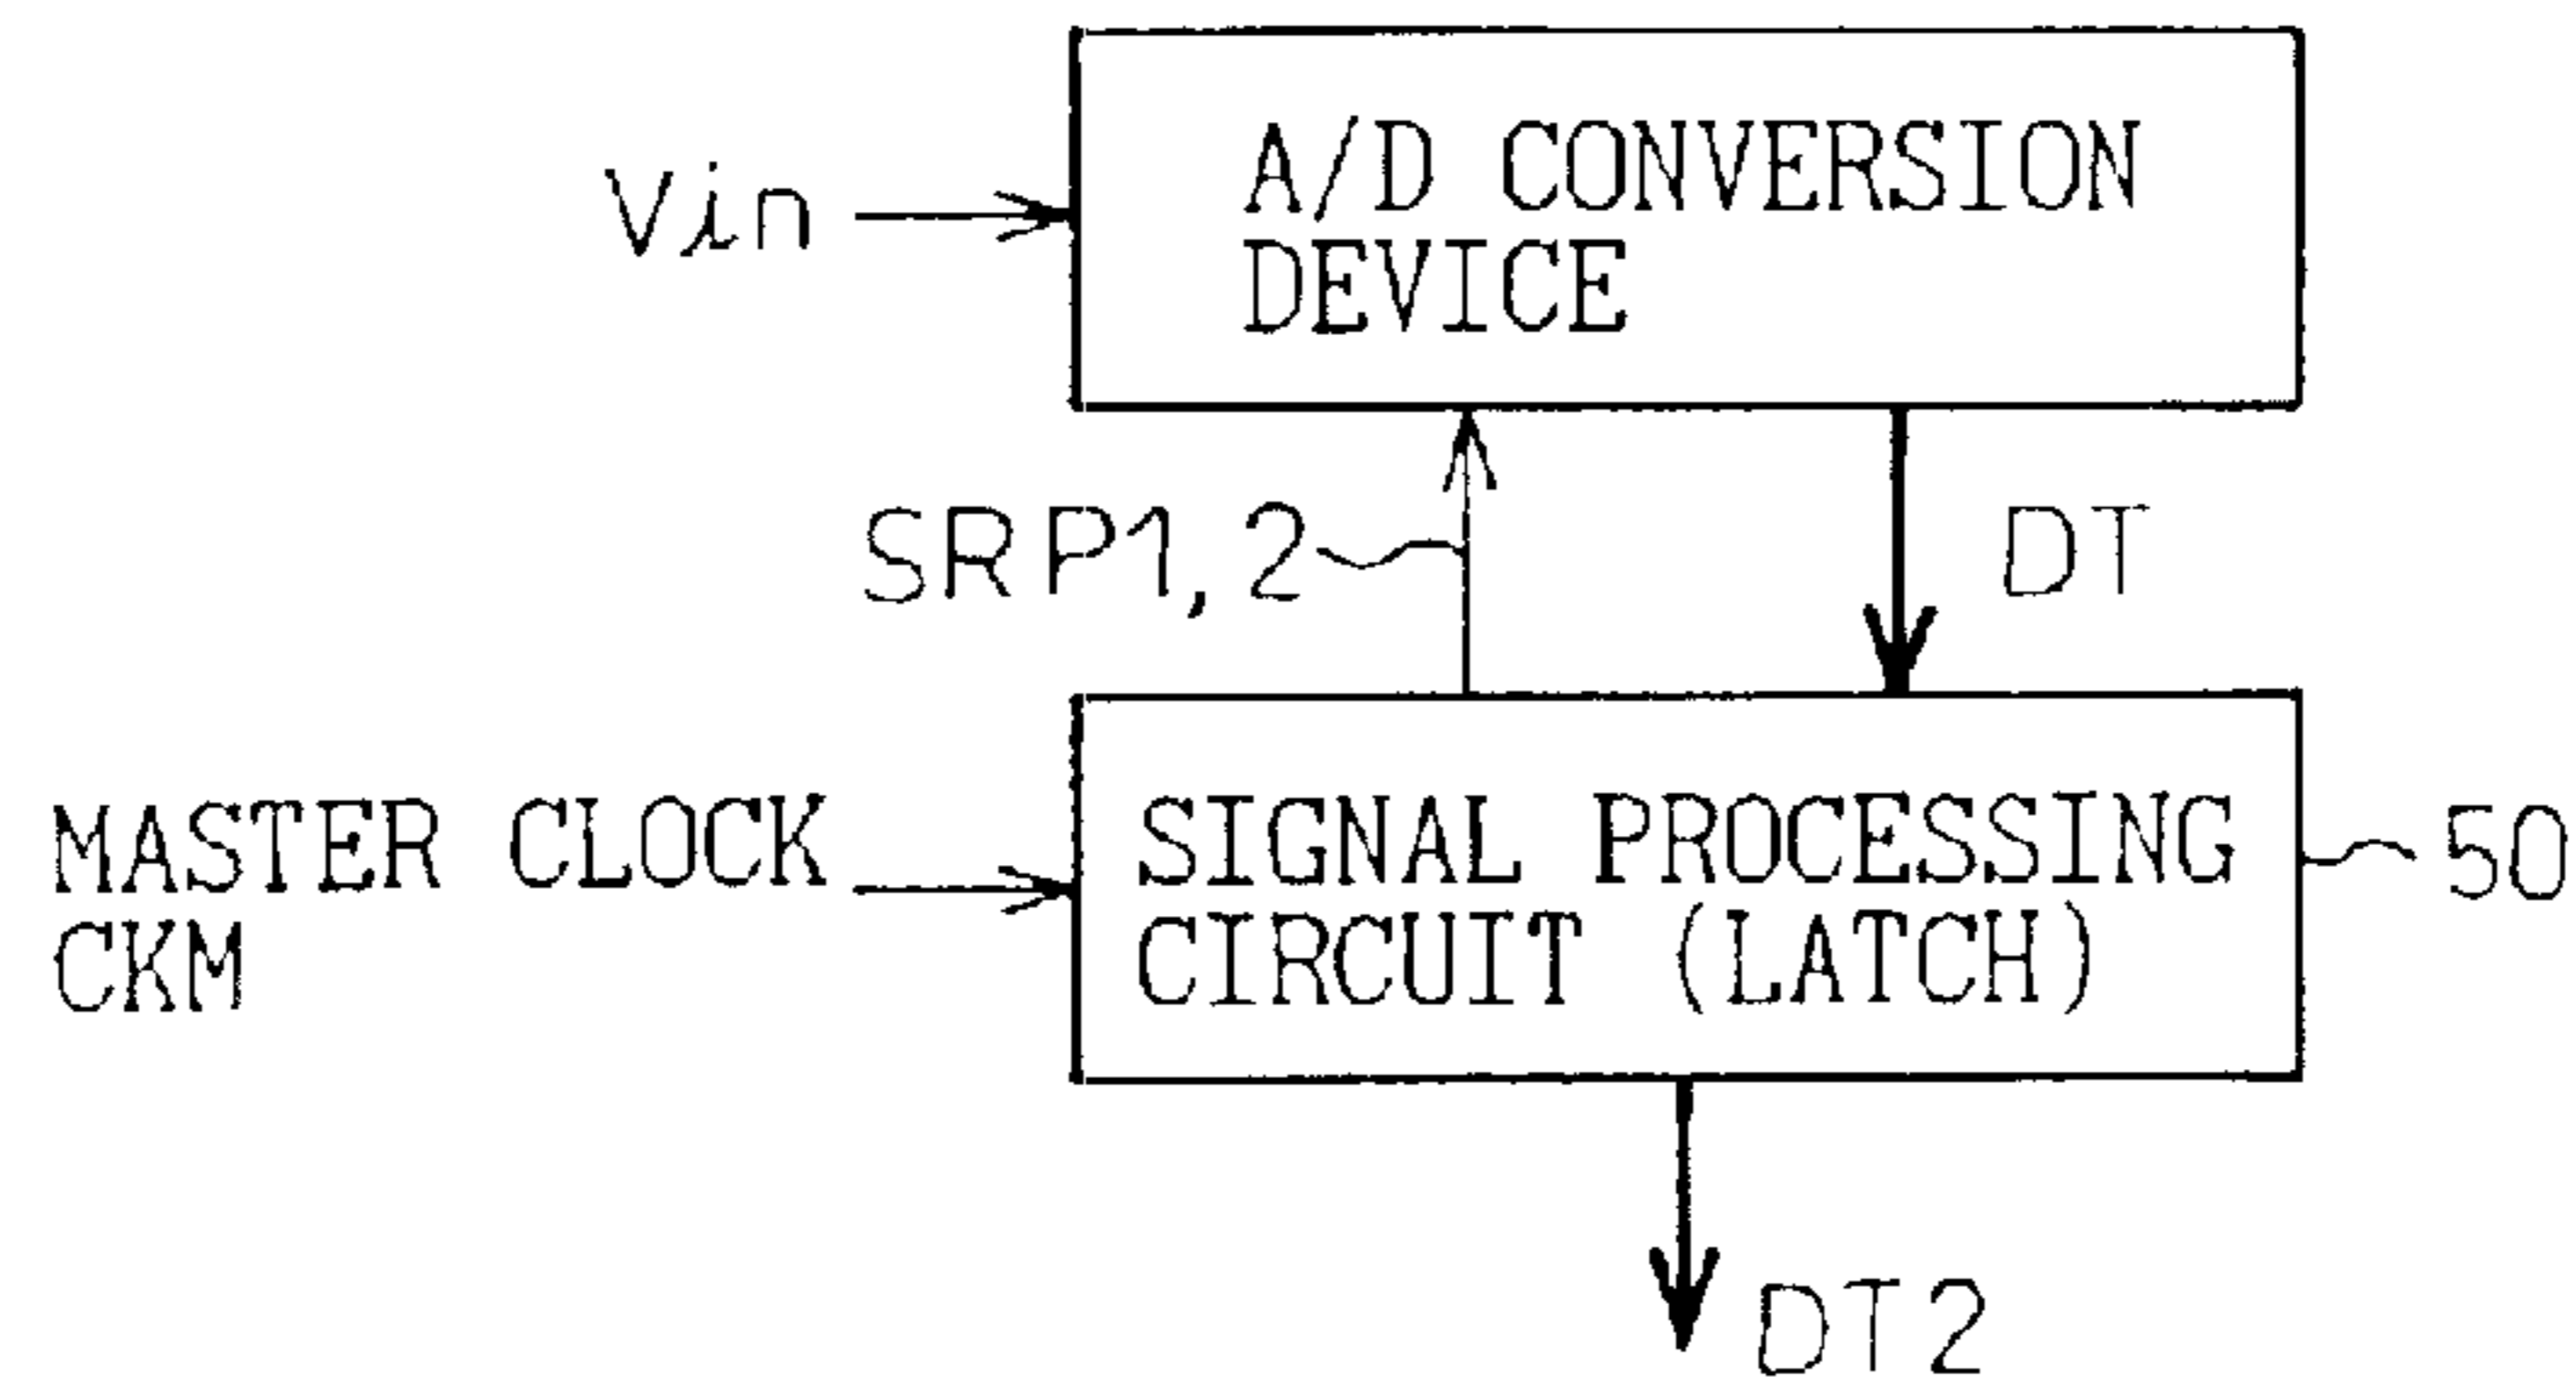 A/D CONVERSION
DEVICE
Vin
SRP1,2
DT
MASTER CLOCK
CKM
SIGNAL PROCESSING
CIRCUIT (LATCH)
50
DT2